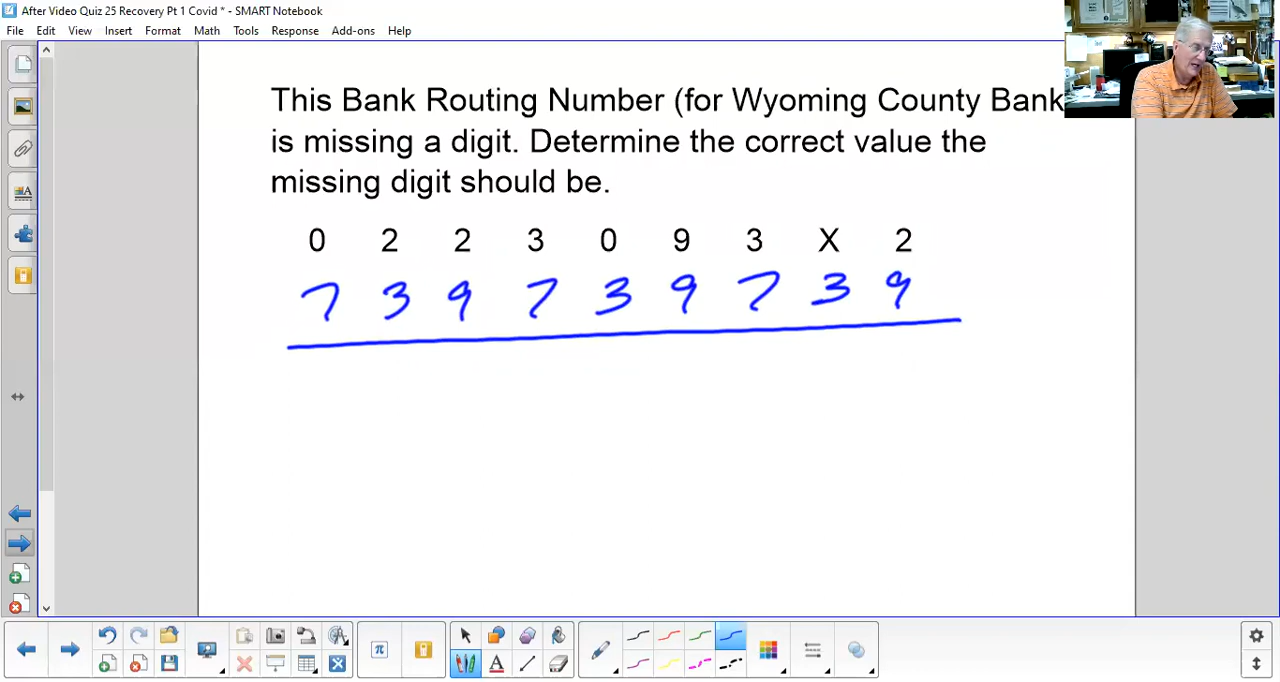 After Video Quiz 25 Recovery Pt 1 Covid * - SMART Notebook
File Edit View Insert Format Math Tools Response Add-ons Help
This Bank Routing Number (for Wyoming County Bank
is missing a digit. Determine the correct value the
missing digit should be.
0 2 2 3 0 9 3 X 2
7 3 9 7 3 9 7 3 9